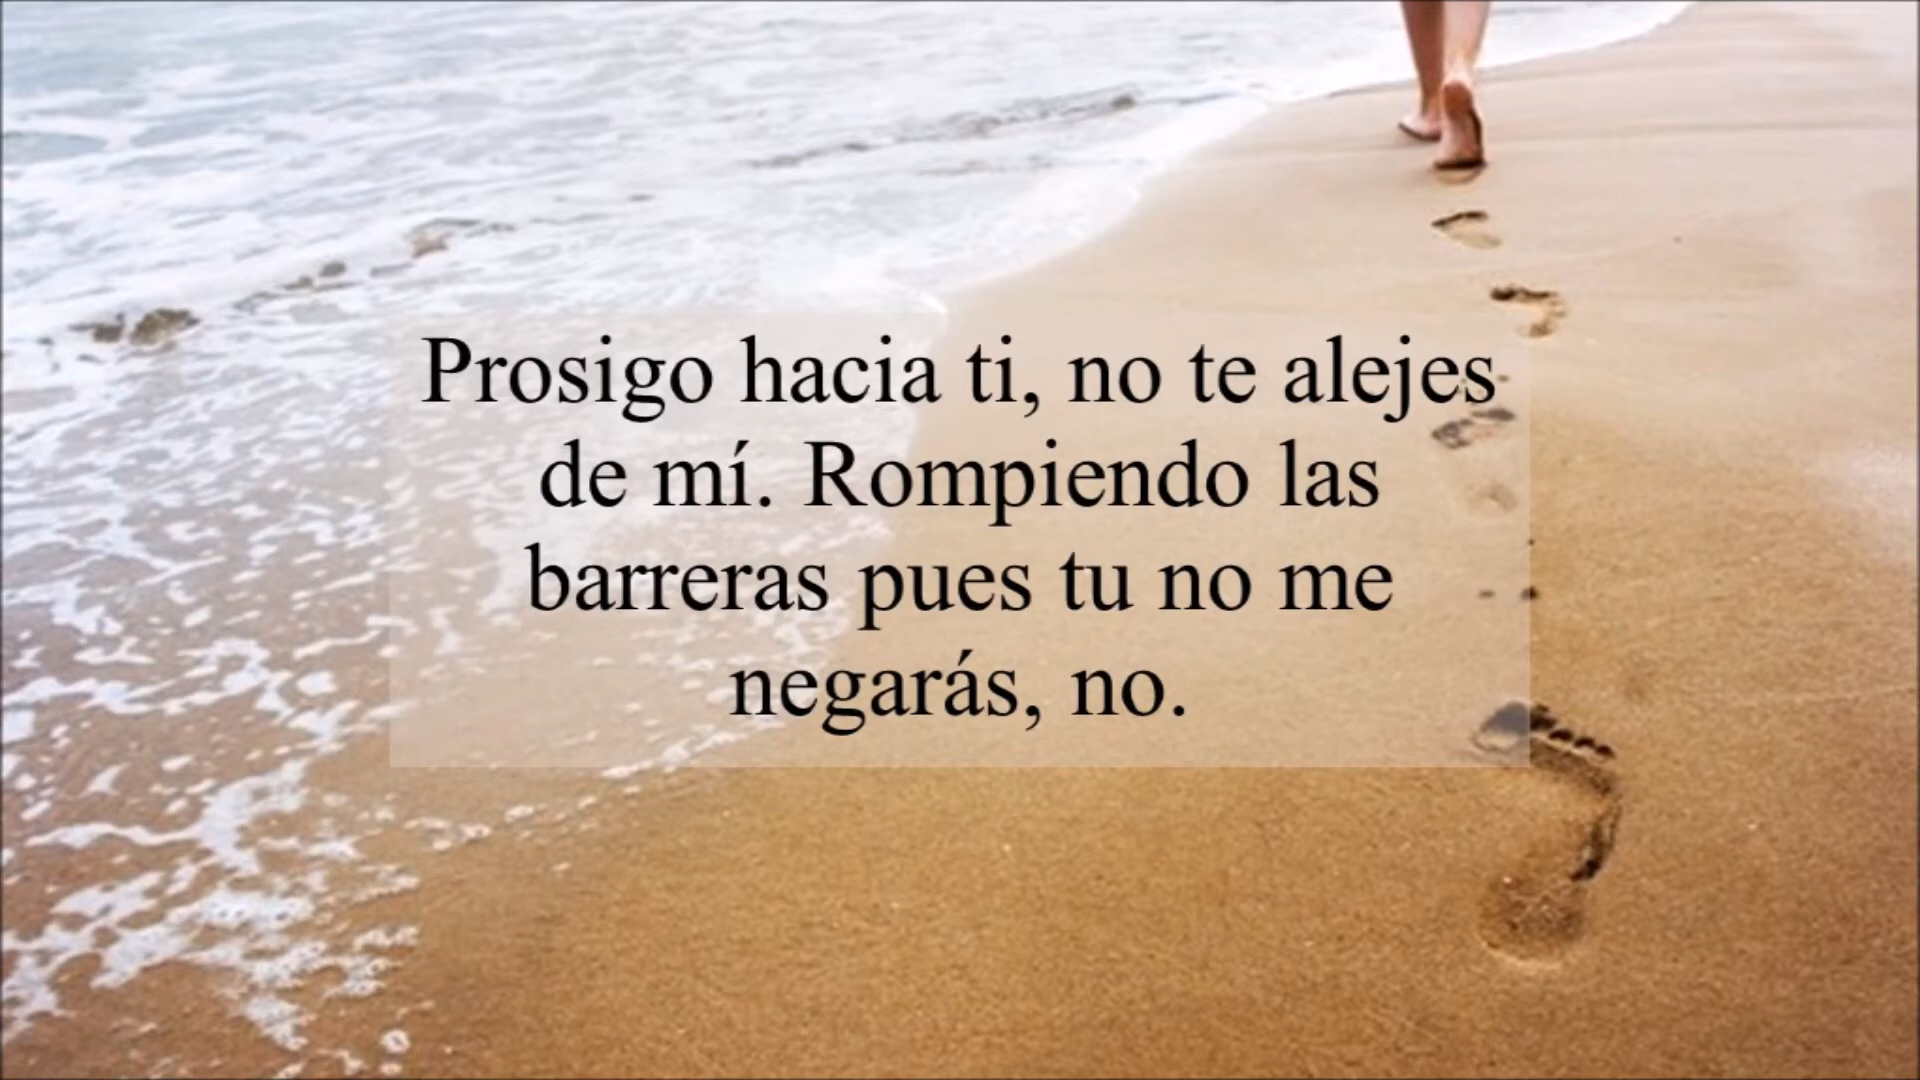 Prosigo hacia ti, no te alejes
de mí. Rompiendo las
barreras pues tu no me
negarás, no.